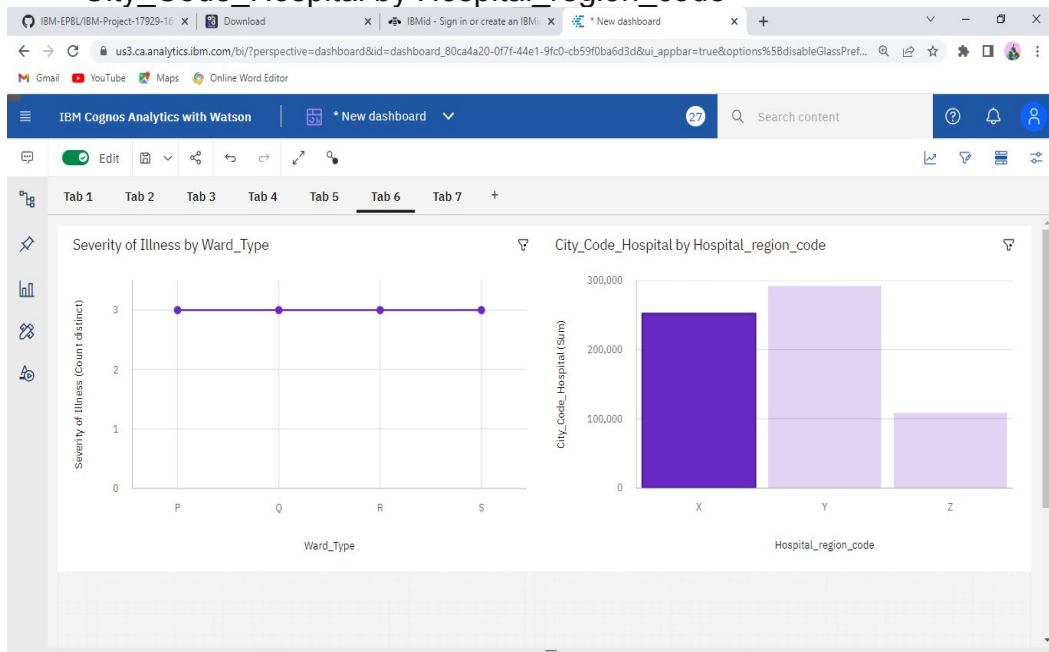 City_Code_Hospital by Hospital_region_code
IBM-EPBL/IBM-Project-17929-16
Download
IBMid - Sign in or create an IBMi
* New dashboard
us3.ca.analytics.ibm.com/bi/?perspective=dashboard&id=dashboard_80ca4a20-0f7f-44e1-9fc0-cb59f0ba6d3d&ui_appbar=true&options%5BdisableGlassPref...
Gmail YouTube Maps Online Word Editor
IBM Cognos Analytics with Watson
* New dashboard
27
Search content
Edit
Tab 1 Tab 2 Tab 3 Tab 4 Tab 5 Tab 6 Tab 7 +
Severity of Illness by Ward_Type
Severity of Illness (Count distinct)
3
2
1
0
P Q R S
Ward_Type
City_Code_Hospital by Hospital_region_code
City_Code_Hospital (Sum)
300,000
200,000
100,000
0
X Y Z
Hospital_region_code